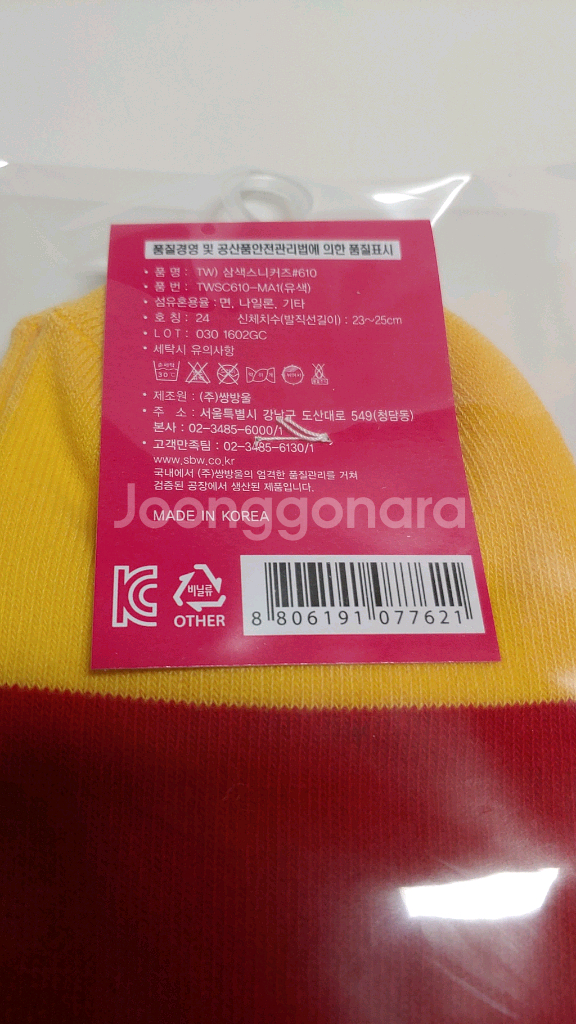 품질경영 및 공산품안전관리법에 의한 품질표시
• 품 명 : TW) 삼색스니커즈#610
• 품 번 : TWSC610-MA1(유색)
• 섬유혼용율 : 면, 나일론, 기타
• 호 칭 : 24 신체치수(발직선길이) : 23~25cm
• L O T : 030 1602GC
• 세탁시 유의사항
30℃
• 제조원 : (주)쌍방울
• 주 소 : 서울특별시 강남구 도산대로 549(청담동)
본사 : 02-3485-6000/1
• 고객만족팀 : 02-3485-6130/1
www.sbw.co.kr
국내에서 (주)쌍방울의 엄격한 품질관리를 거쳐
검증된 공장에서 생산된 제품입니다.
Joonggonara
MADE IN KOREA
비닐류
OTHER
8 806191 077621